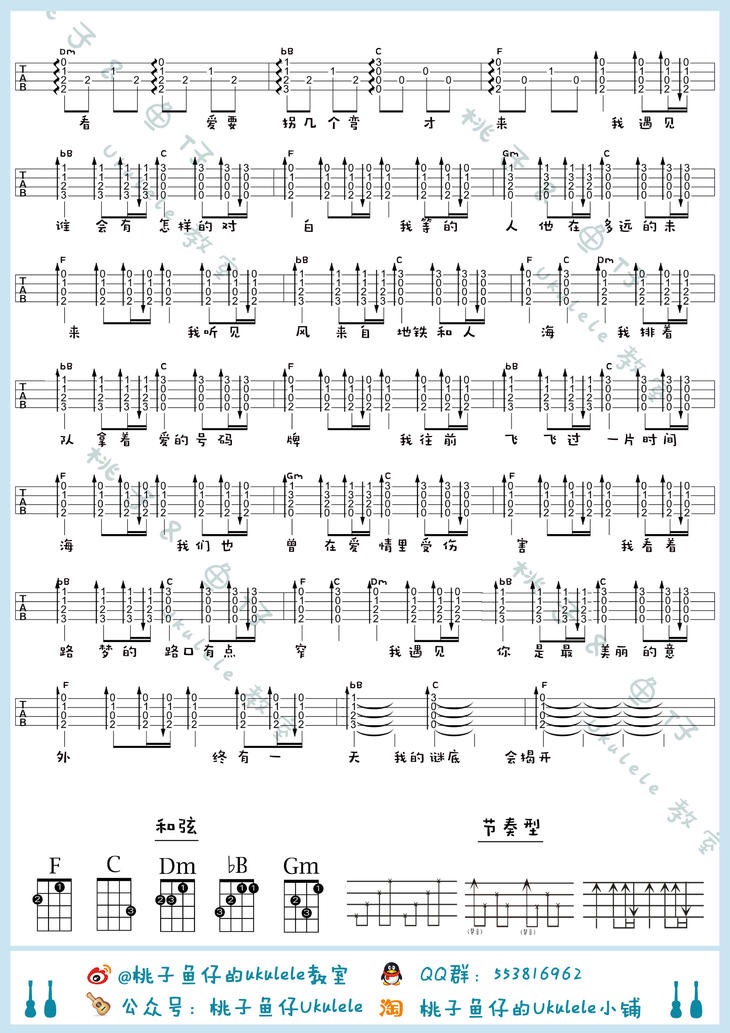 Dm bB C F
看 爱要 拐几个弯 才 来 我遇见
bB C F Gm C
谁 会有 怎样的对 白 我等的 人他在 多远的未
F bB C F C Dm
来 我听见 风 来自 地铁和人 海 我排着
bB C F bB C
队 拿着 爱的号码 牌 我往前 飞 飞过 一片时间
F Gm C F
海 我们也 曾 在爱 情里受伤 害 我看着
bB C F C Dm bB C
路 梦的 路口有点 窄 我遇见 你 是最 美丽的意
F bB C F
外 终有一 天 我的谜底 会揭开
和弦 节奏型
F C Dm bB Gm
@桃子鱼仔的ukulele教室 QQ群：553816962
公众号：桃子鱼仔Ukulele 淘 桃子鱼仔的Ukulele小铺